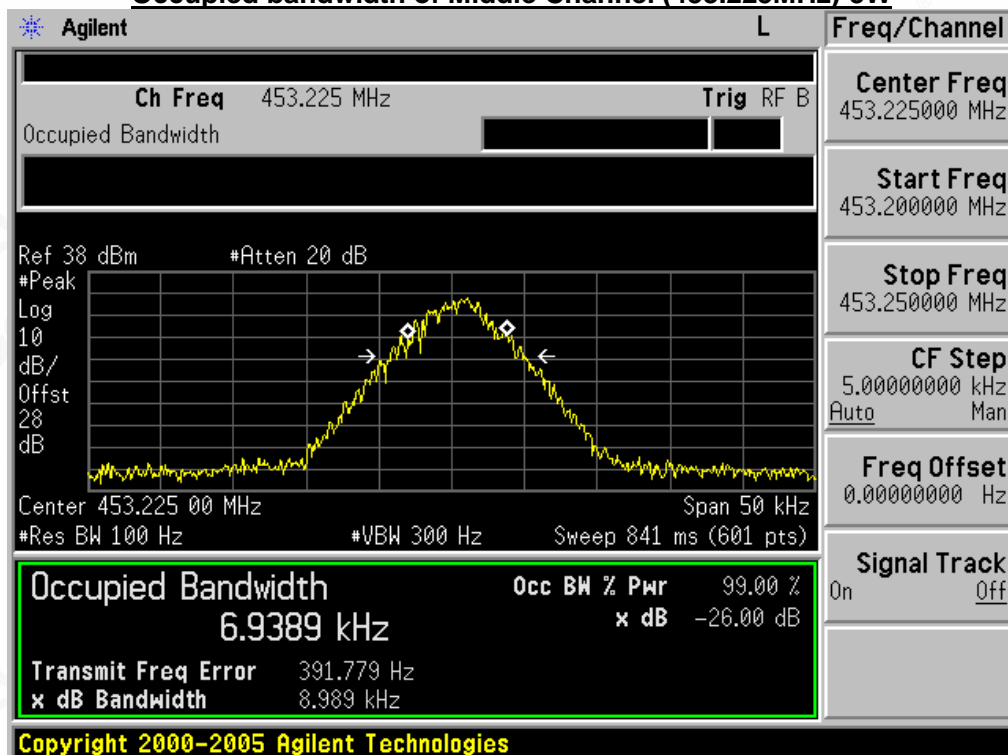 Agilent
L
Freq/Channel
Ch Freq 453.225 MHz Trig RF B
Occupied Bandwidth
Center Freq
453.225000 MHz
Start Freq
453.200000 MHz
Stop Freq
453.250000 MHz
CF Step
5.00000000 kHz
Auto Man
Freq Offset
0.00000000 Hz
Signal Track
On Off
Ref 38 dBm #Atten 20 dB
#Peak
Log
10
dB/
Offst
28
dB
Center 453.225 00 MHz Span 50 kHz
#Res BW 100 Hz #VBW 300 Hz Sweep 841 ms (601 pts)
Occupied Bandwidth
6.9389 kHz
Occ BW % Pwr 99.00 %
x dB -26.00 dB
Transmit Freq Error 391.779 Hz
x dB Bandwidth 8.989 kHz
Copyright 2000-2005 Agilent Technologies